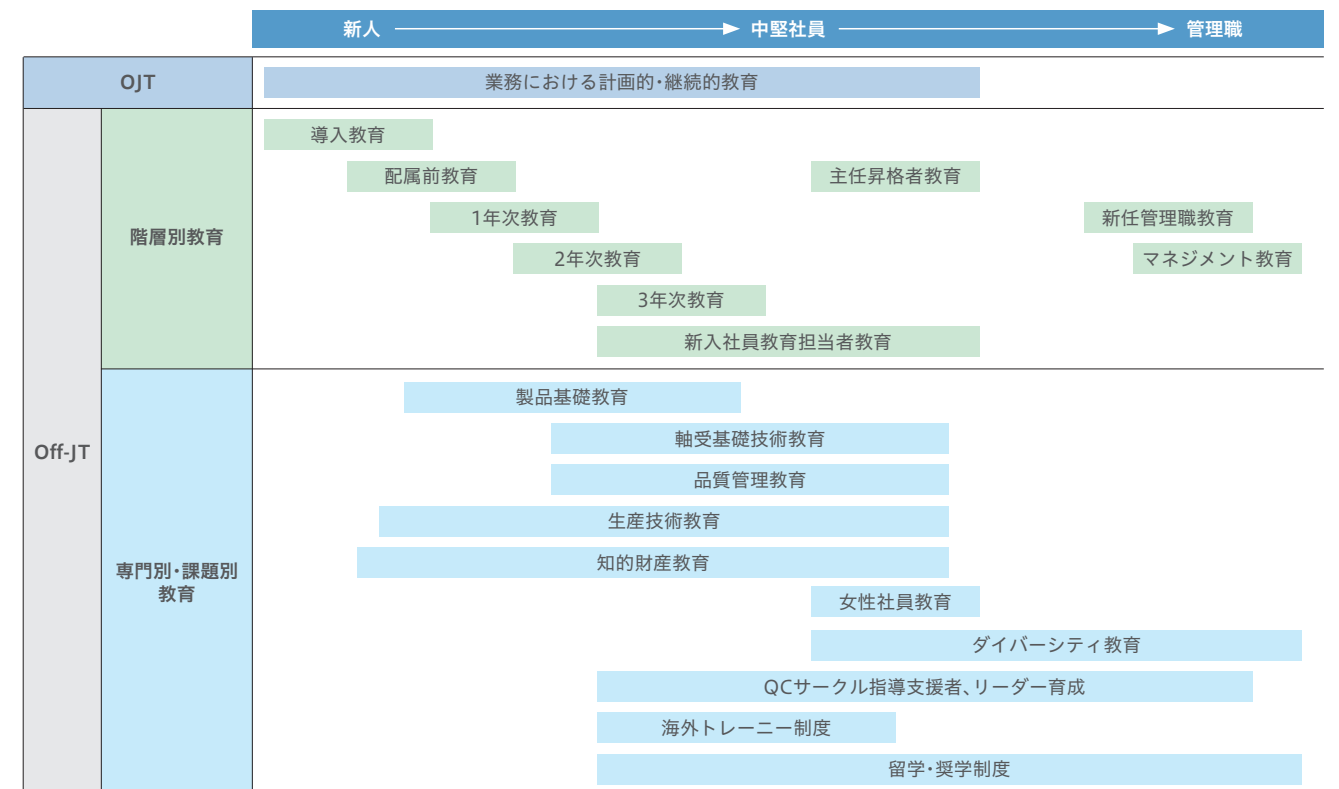 新人
中堅社員
管理職
OJT
業務における計画的・継続的教育
Off-JT
階層別教育
導入教育
配属前教育
主任昇格者教育
1年次教育
新任管理職教育
2年次教育
マネジメント教育
3年次教育
新入社員教育担当者教育
専門別・課題別
教育
製品基礎教育
軸受基礎技術教育
品質管理教育
生産技術教育
知的財産教育
女性社員教育
ダイバーシティ教育
QCサークル指導支援者、リーダー育成
海外トレーニー制度
留学・奨学制度